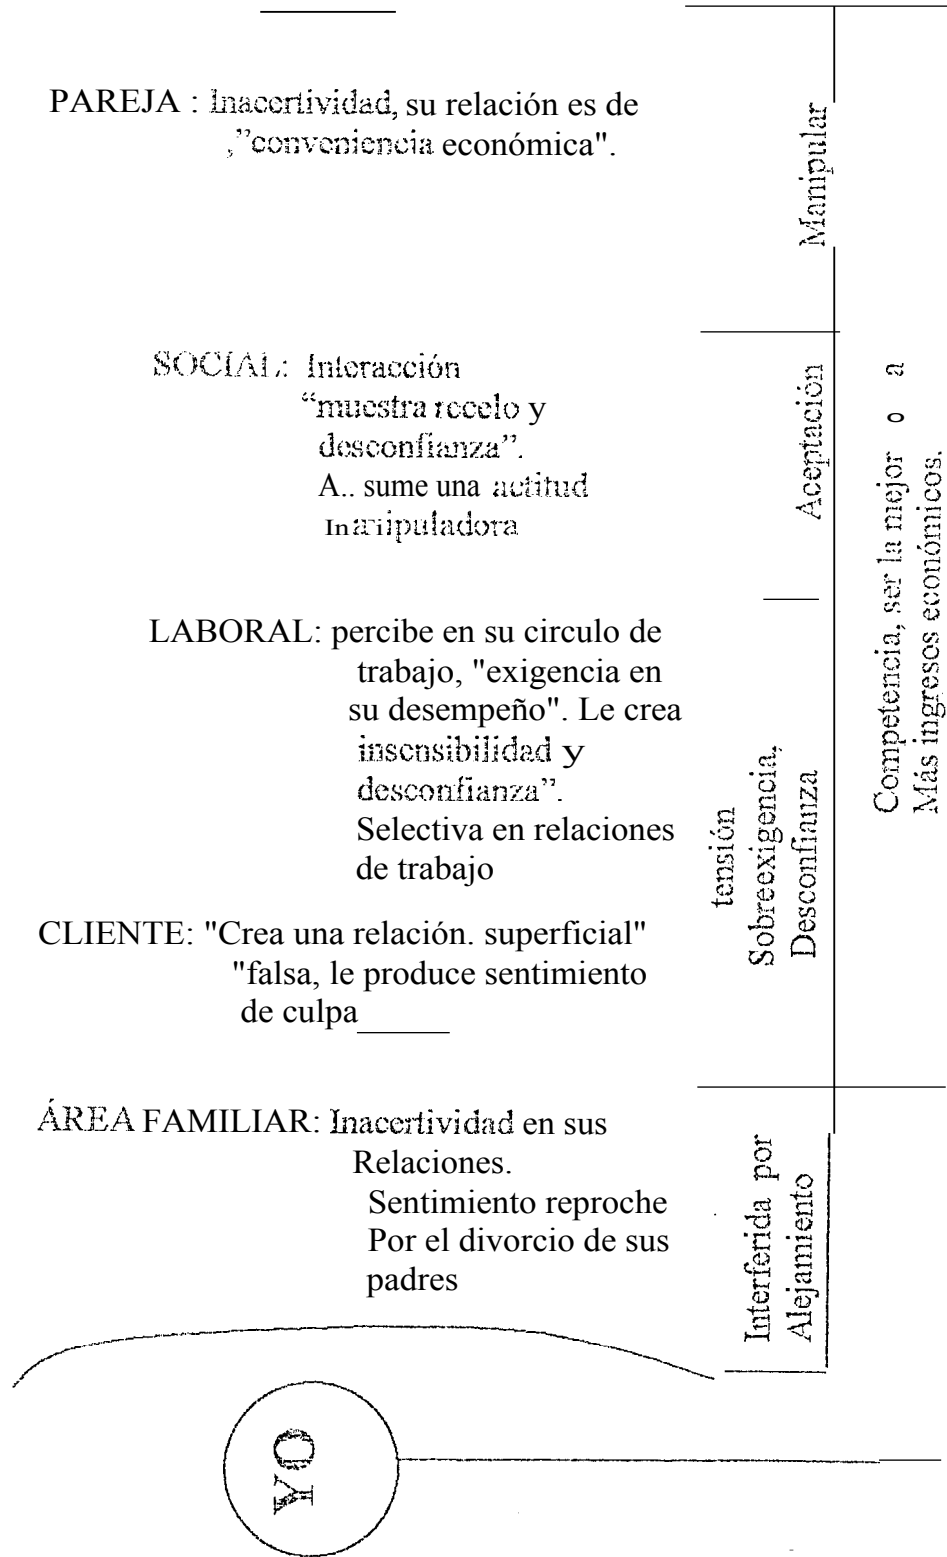 PAREJA : Inacertividad, su relación es de
,"conveniencia económica".
Manipular
SOCIAL: Interacción
"muestra recelo y
desconfianza".
A.. sume una actitud
Inanipuladora
Aceptación
LABORAL: percibe en su circulo de
trabajo, "exigencia en
su desempeño". Le crea
insensibilidad y
desconfianza".
Selectiva en relaciones
de trabajo
CLIENTE: "Crea una relación. superficial"
"falsa, le produce sentimiento
de culpa
tensión
Sobreexigencia,
Desconfianza
Competencia, ser la mejor o a
Más ingresos económicos.
ÁREA FAMILIAR: Inacertividad en sus
Relaciones.
Sentimiento reproche
Por el divorcio de sus
padres
Interferida por
Alejamiento
YO